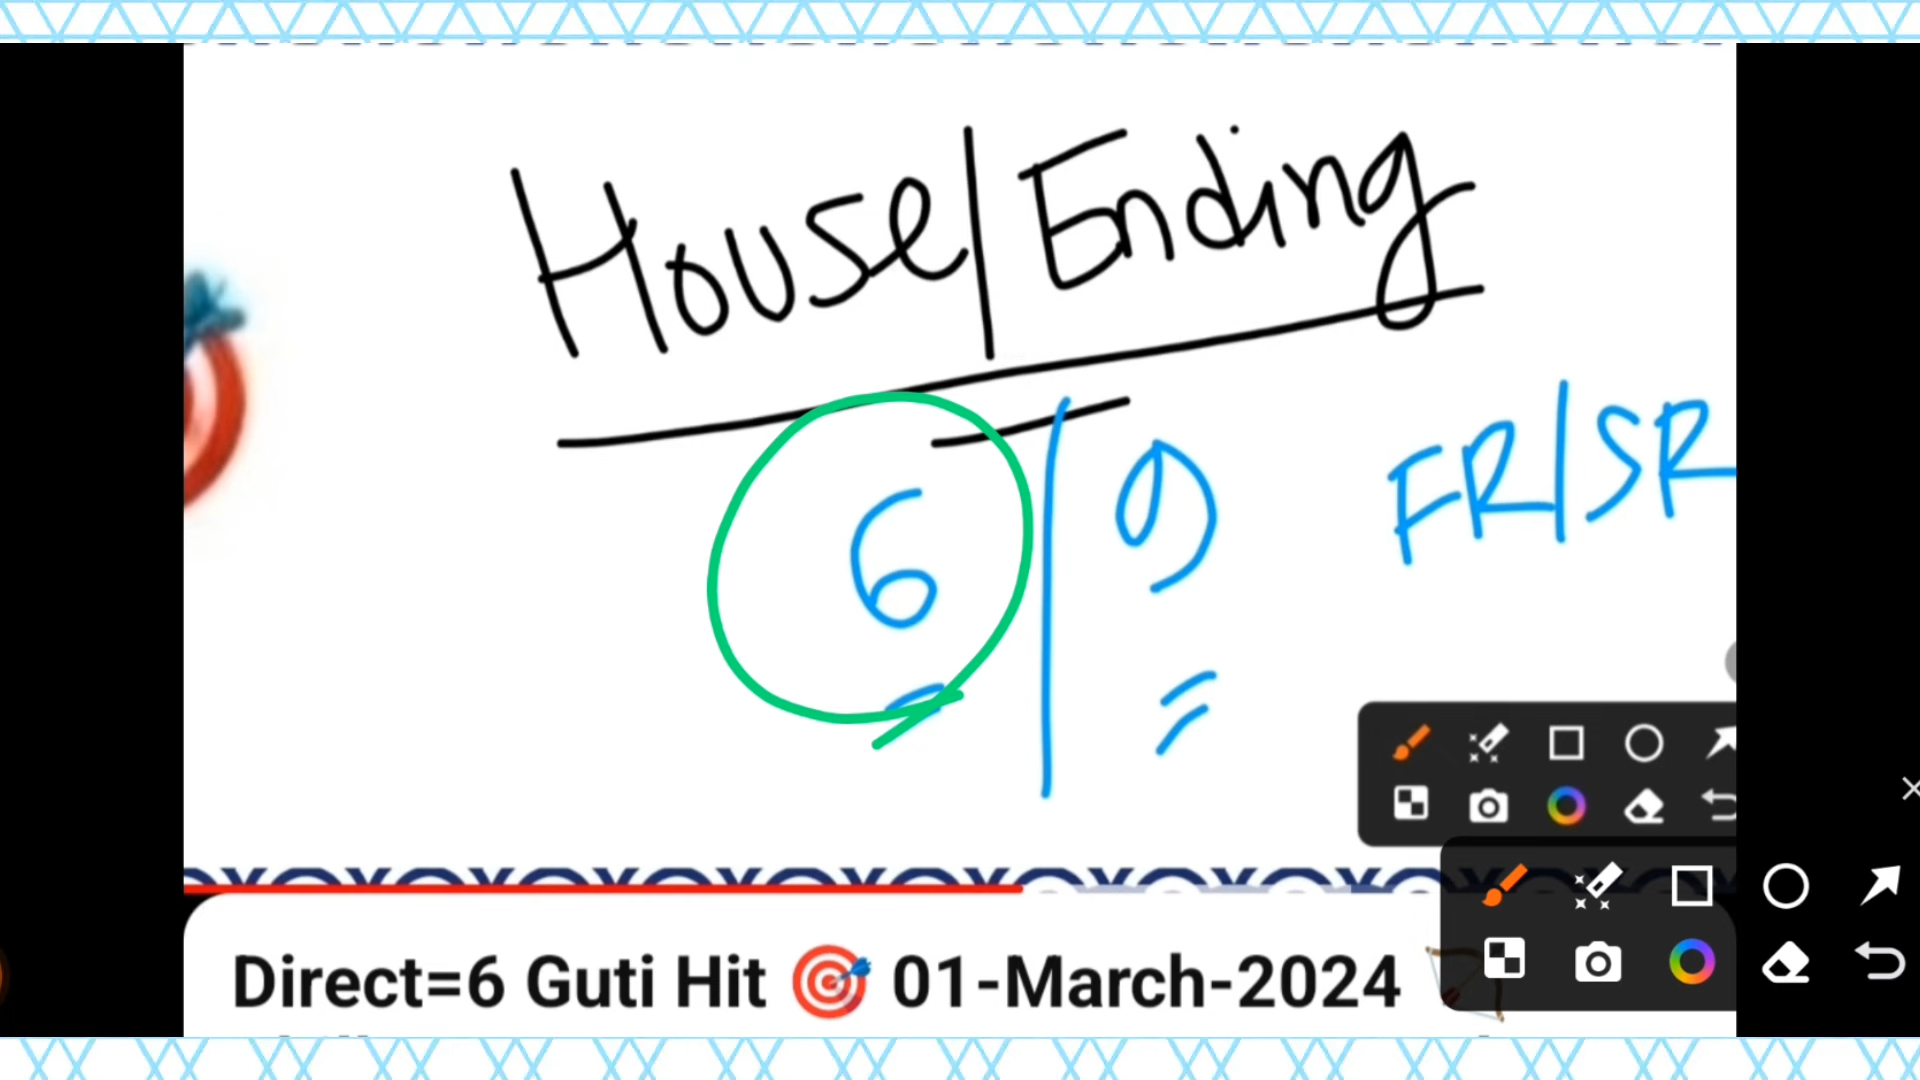 House/Ending
6 | 9 FR/SR
Direct=6 Guti Hit 🎯 01-March-2024 🏹